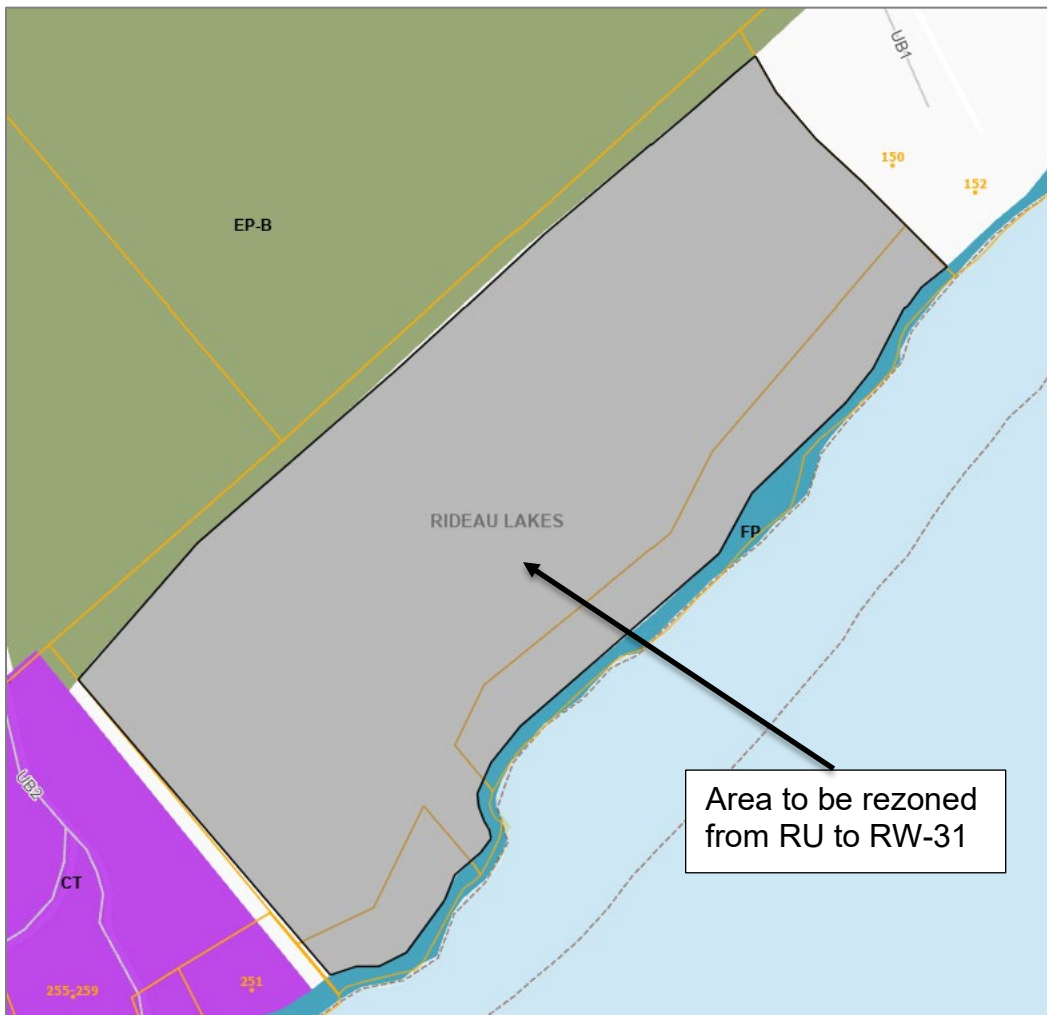 UB1
150
152
EP-B
RIDEAU LAKES
FP
Area to be rezoned
from RU to RW-31
UB2
CT
251
255-259